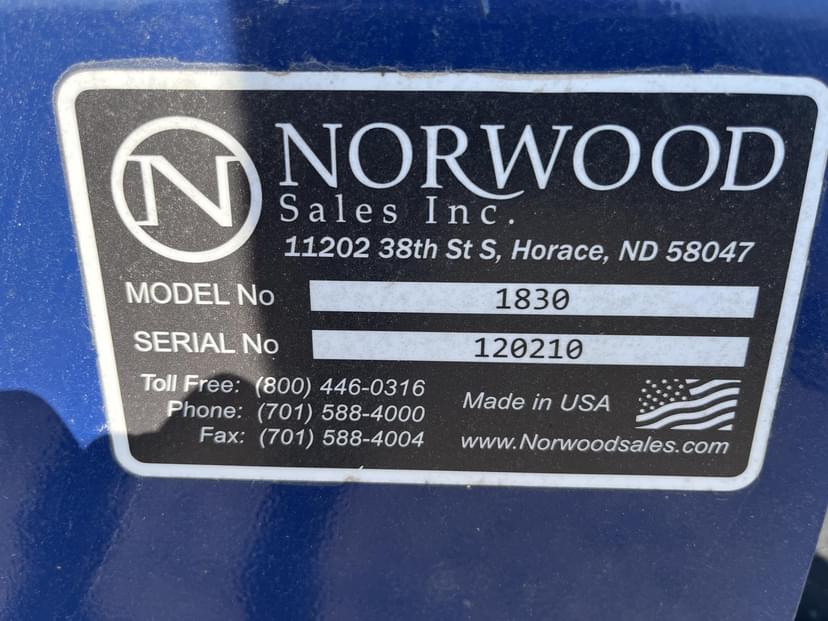 N NORWOOD
Sales Inc.
11202 38th St S, Horace, ND 58047
MODEL No 1830
SERIAL No 120210
Toll Free: (800) 446-0316
Phone: (701) 588-4000
Fax: (701) 588-4004
Made in USA
www.Norwoodsales.com